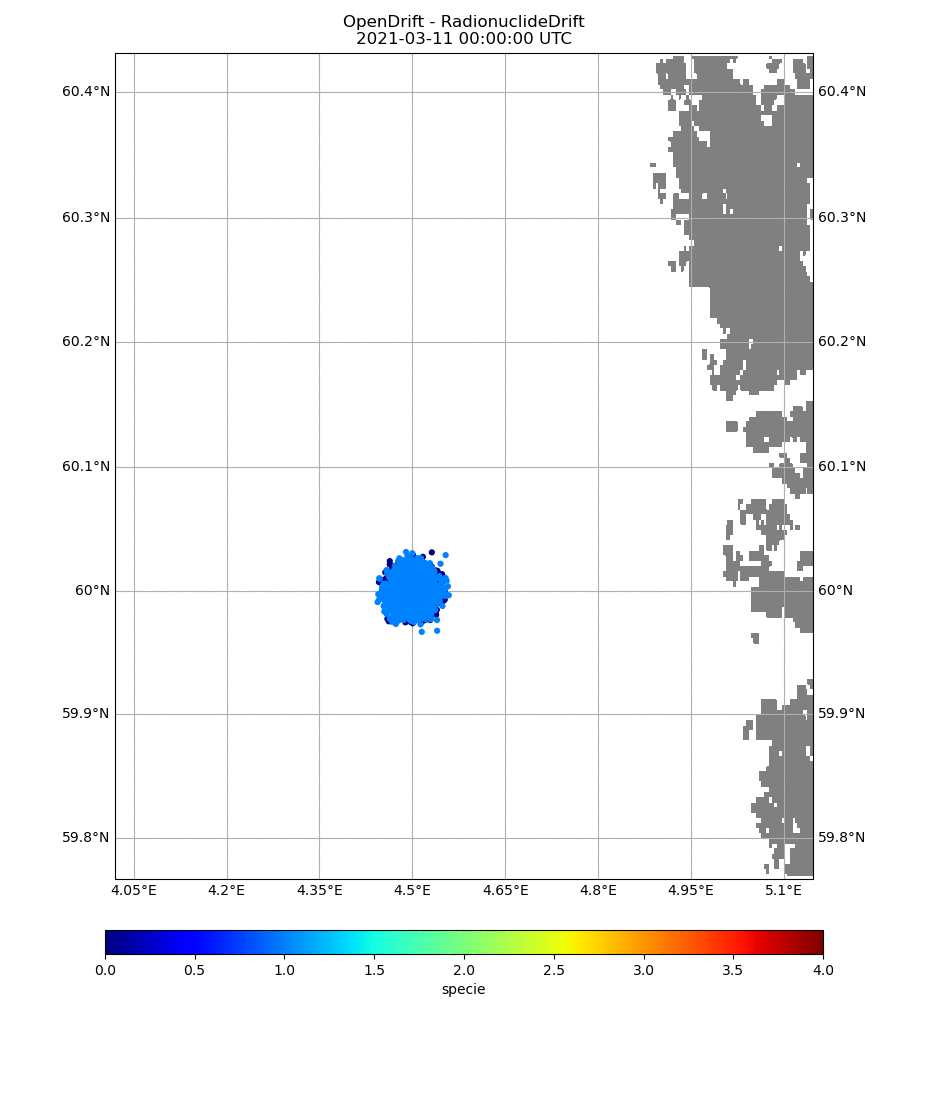 OpenDrift - RadionuclideDrift
2021-03-11 00:00:00 UTC
60.4°N 60.4°N
60.3°N 60.3°N
60.2°N 60.2°N
60.1°N 60.1°N
60°N 60°N
59.9°N 59.9°N
59.8°N 59.8°N
4.05°E 4.2°E 4.35°E 4.5°E 4.65°E 4.8°E 4.95°E 5.1°E
0.0 0.5 1.0 1.5 2.0 2.5 3.0 3.5 4.0
specie